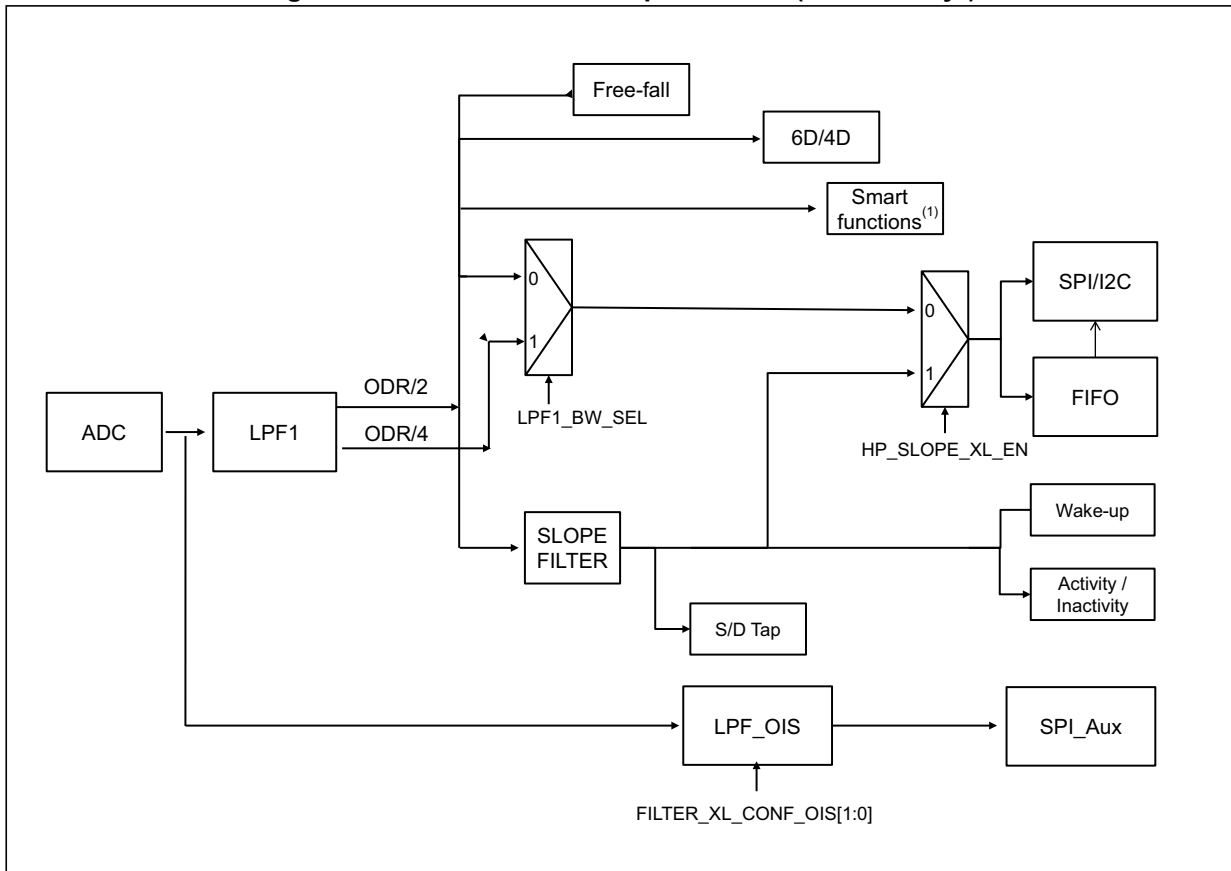 Free-fall
6D/4D
Smart
functions(1)
0
1
LPF1_BW_SEL
0
1
HP_SLOPE_XL_EN
SPI/I2C
FIFO
ADC
LPF1
ODR/2
ODR/4
SLOPE
FILTER
S/D Tap
Wake-up
Activity /
Inactivity
LPF_OIS
SPI_Aux
FILTER_XL_CONF_OIS[1:0]